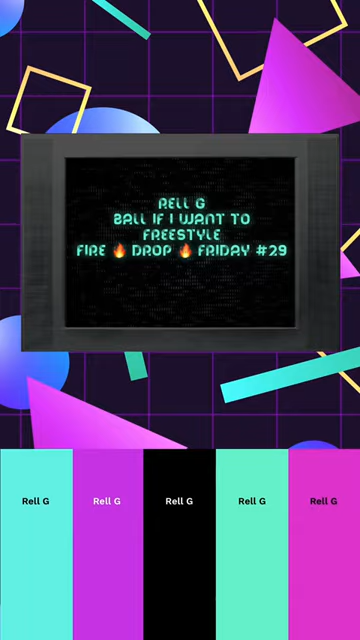 RELL G
BALL IF I WANT TO
FREESTYLE
FIRE 🔥 DROP 🔥 FRIDAY #29
Rell G Rell G Rell G Rell G Rell G